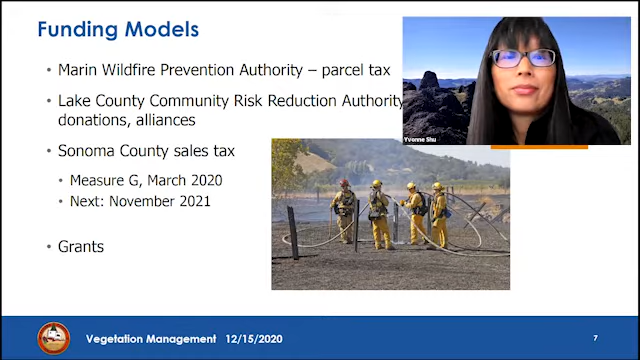 Funding Models
• Marin Wildfire Prevention Authority – parcel tax
• Lake County Community Risk Reduction Authority
donations, alliances
• Sonoma County sales tax
• Measure G, March 2020
• Next: November 2021
• Grants
Yvonne Shu
Vegetation Management 12/15/2020
7